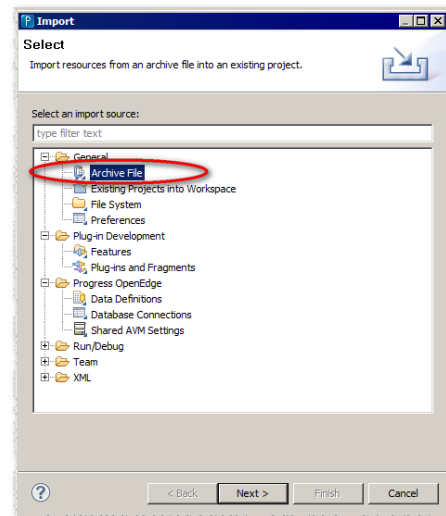 Import
Select
Import resources from an archive file into an existing project.
Select an import source:
type filter text
General
Archive File
Existing Projects into Workspace
File System
Preferences
Plug-in Development
Features
Plug-ins and Fragments
Progress OpenEdge
Data Definitions
Database Connections
Shared AVM Settings
Run/Debug
Team
XML
< Back Next > Finish Cancel